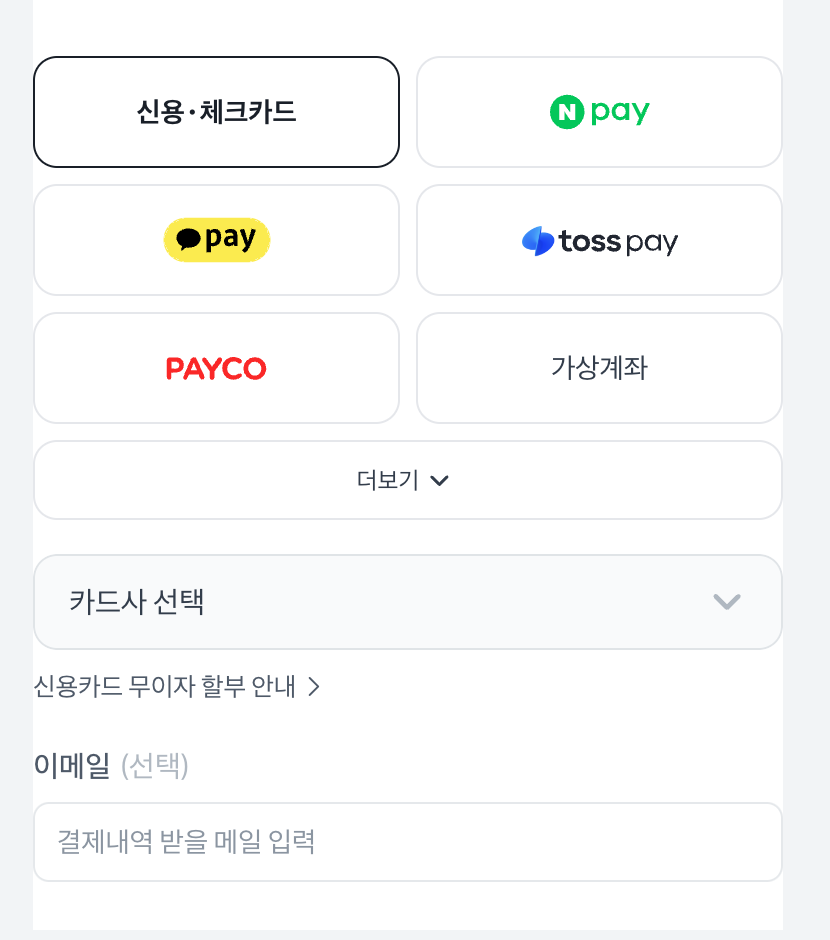 신용·체크카드
N pay
pay
toss pay
PAYCO
가상계좌
더보기
카드사 선택
신용카드 무이자 할부 안내
이메일 (선택)
결제내역 받을 메일 입력